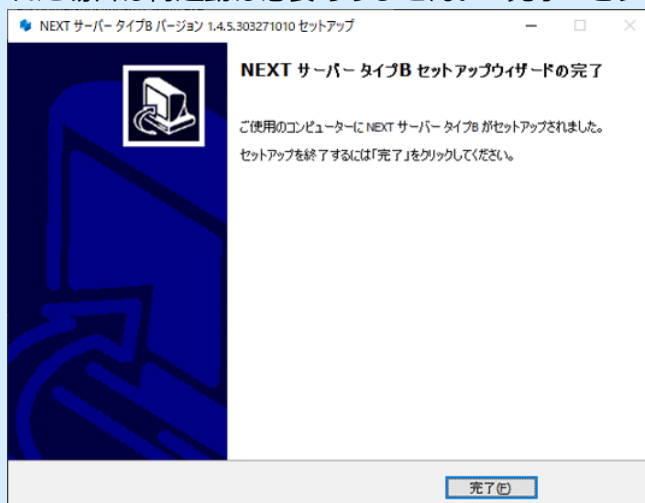 NEXT サーバー タイプB バージョン 1.4.5.303271010 セットアップ
NEXT サーバー タイプB セットアップウィザードの完了
ご使用のコンピューターに NEXT サーバー タイプB がセットアップされました。
セットアップを終了するには「完了」をクリックしてください。
完了(F)